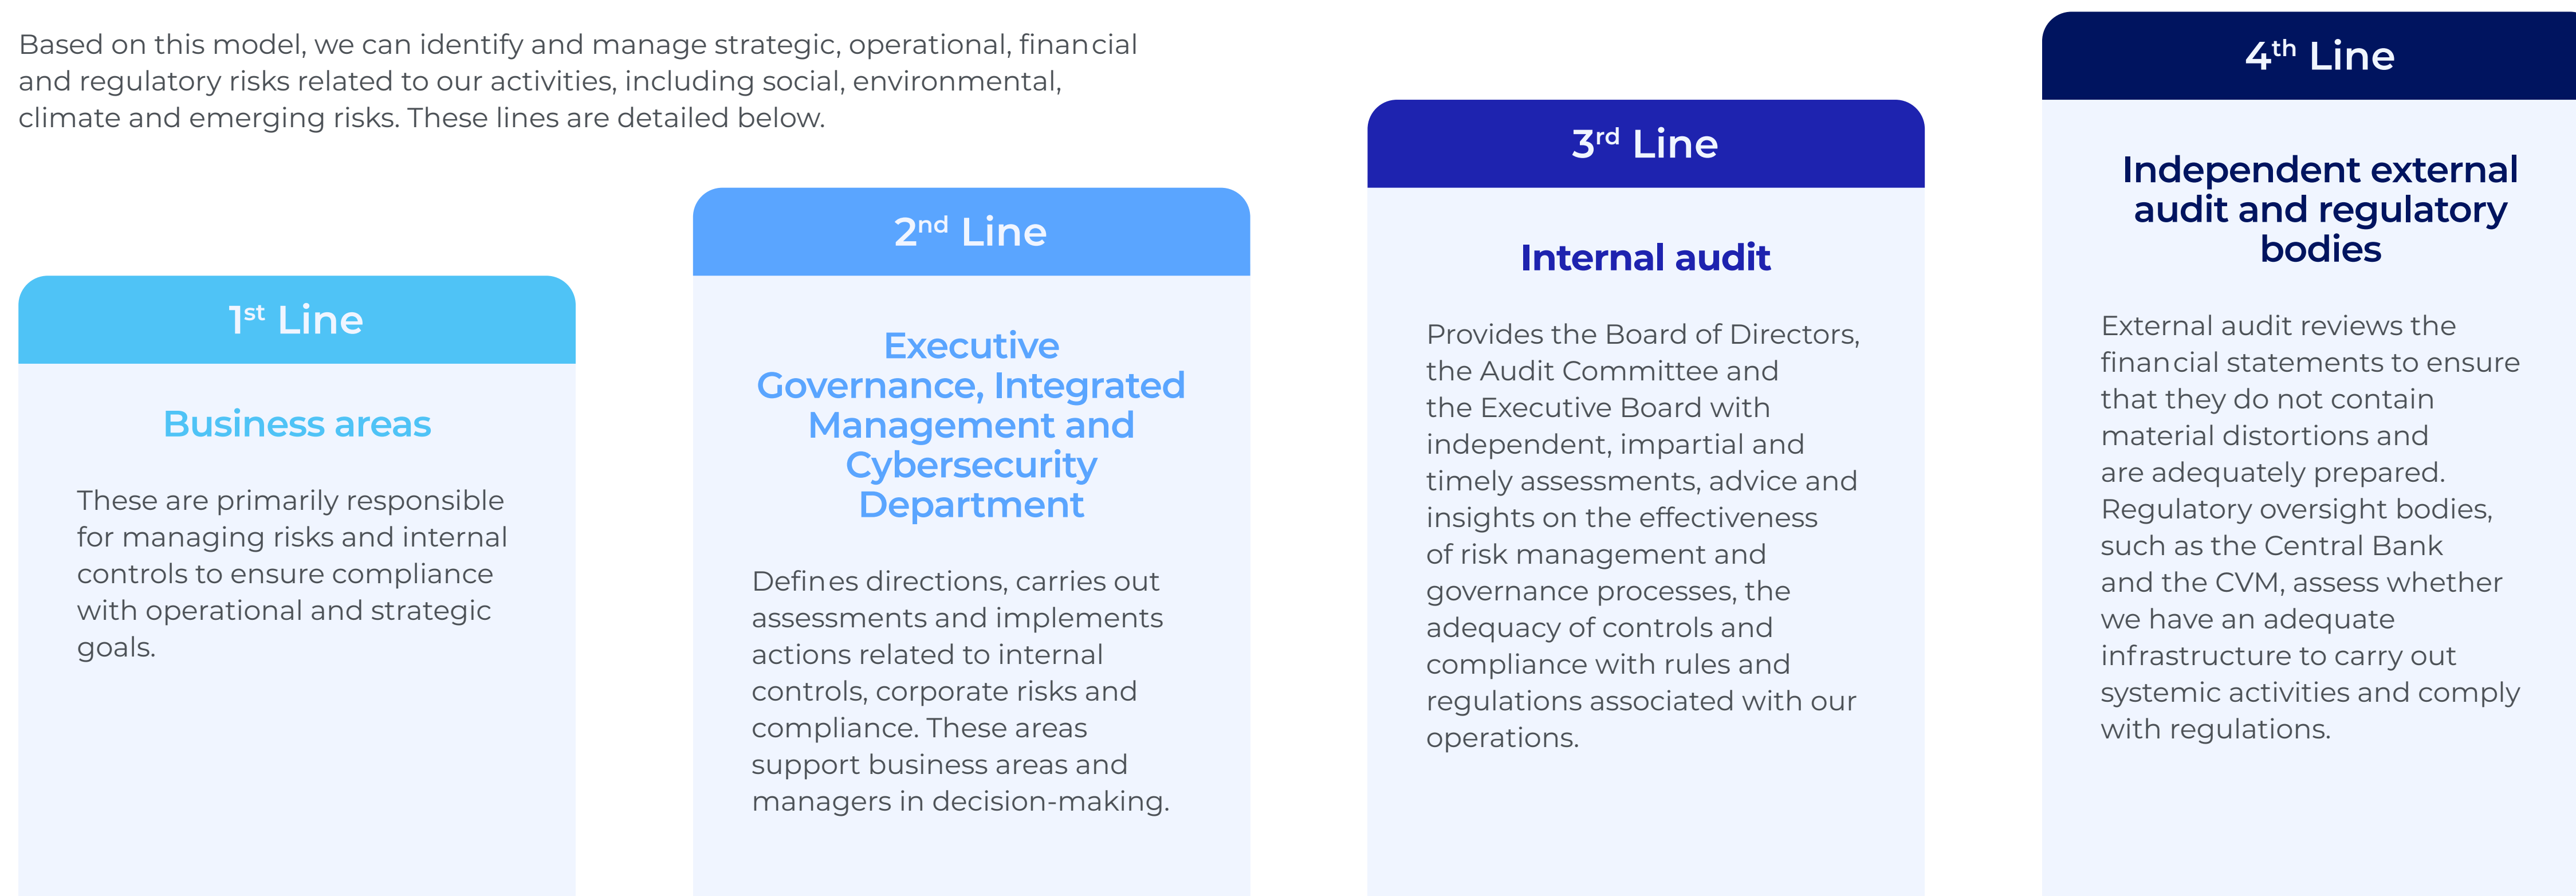 Based on this model, we can identify and manage strategic, operational, financial
and regulatory risks related to our activities, including social, environmental,
climate and emerging risks. These lines are detailed below.
1st Line
Business areas
These are primarily responsible
for managing risks and internal
controls to ensure compliance
with operational and strategic
goals.
2nd Line
Executive
Governance, Integrated
Management and
Cybersecurity
Department
Defines directions, carries out
assessments and implements
actions related to internal
controls, corporate risks and
compliance. These areas
support business areas and
managers in decision-making.
3rd Line
Internal audit
Provides the Board of Directors,
the Audit Committee and
the Executive Board with
independent, impartial and
timely assessments, advice and
insights on the effectiveness
of risk management and
governance processes, the
adequacy of controls and
compliance with rules and
regulations associated with our
operations.
4th Line
Independent external
audit and regulatory
bodies
External audit reviews the
financial statements to ensure
that they do not contain
material distortions and
are adequately prepared.
Regulatory oversight bodies,
such as the Central Bank
and the CVM, assess whether
we have an adequate
infrastructure to carry out
systemic activities and comply
with regulations.